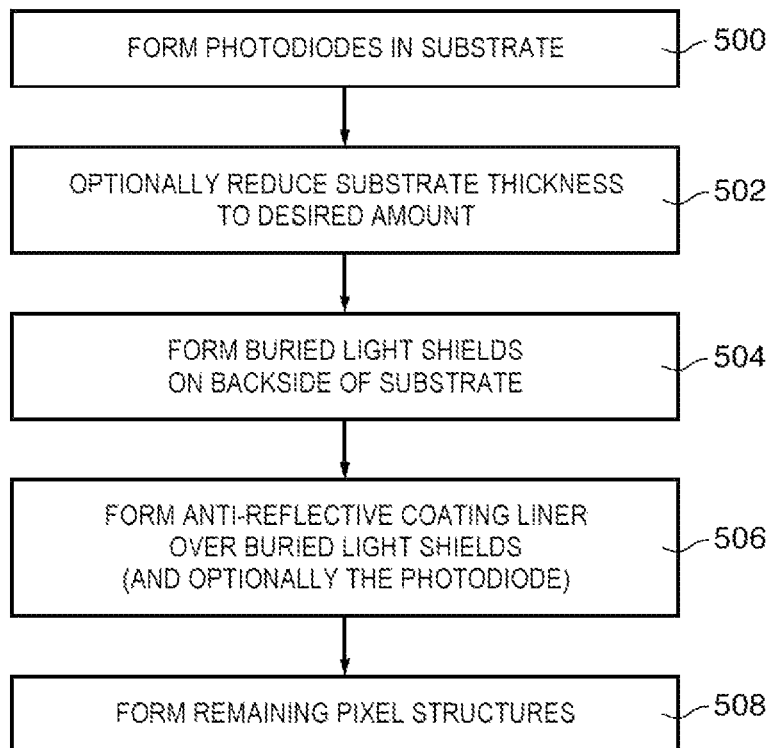 FORM PHOTODIODES IN SUBSTRATE
500
OPTIONALLY REDUCE SUBSTRATE THICKNESS
TO DESIRED AMOUNT
502
FORM BURIED LIGHT SHIELDS
ON BACKSIDE OF SUBSTRATE
504
FORM ANTI-REFLECTIVE COATING LINER
OVER BURIED LIGHT SHIELDS
(AND OPTIONALLY THE PHOTODIODE)
506
FORM REMAINING PIXEL STRUCTURES
508